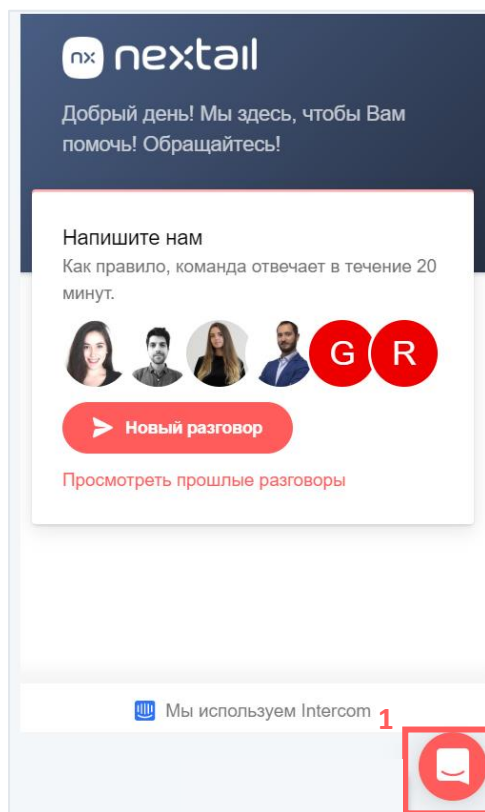 nx nextail
Добрый день! Мы здесь, чтобы Вам
помочь! Обращайтесь!
Напишите нам
Как правило, команда отвечает в течение 20
минут.
G R
Новый разговор
Просмотреть прошлые разговоры
Мы используем Intercom
1